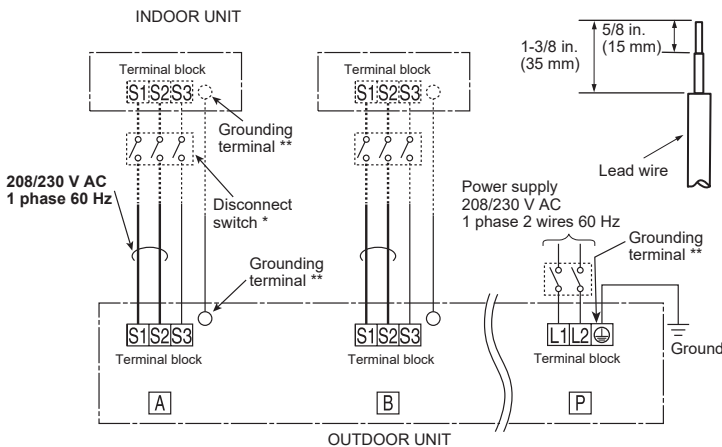 INDOOR UNIT
Terminal block
S1 S2 S3
Grounding
terminal **
Disconnect
switch *
208/230 V AC
1 phase 60 Hz
Grounding
terminal **
S1 S2 S3
Terminal block
A
Terminal block
S1 S2 S3
S1 S2 S3
Terminal block
B
5/8 in.
(15 mm)
1-3/8 in.
(35 mm)
Lead wire
Power supply
208/230 V AC
1 phase 2 wires 60 Hz
Grounding
terminal **
L1 L2
Ground
Terminal block
P
OUTDOOR UNIT